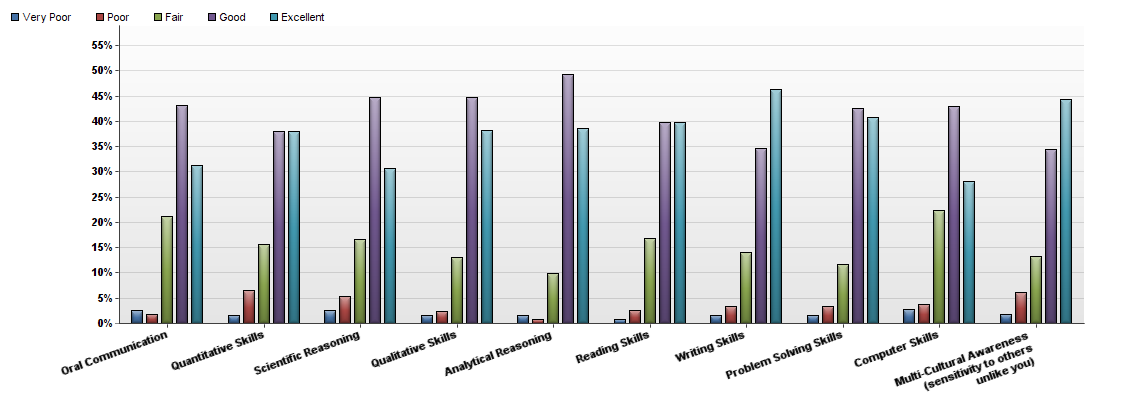 Very Poor Poor Fair Good Excellent
55%
50%
45%
40%
35%
30%
25%
20%
15%
10%
5%
0%
Oral Communication
Quantitative Skills
Scientific Reasoning
Qualitative Skills
Analytical Reasoning
Reading Skills
Writing Skills
Problem Solving Skills
Computer Skills
Multi-Cultural Awareness
(sensitivity to others
unlike you)